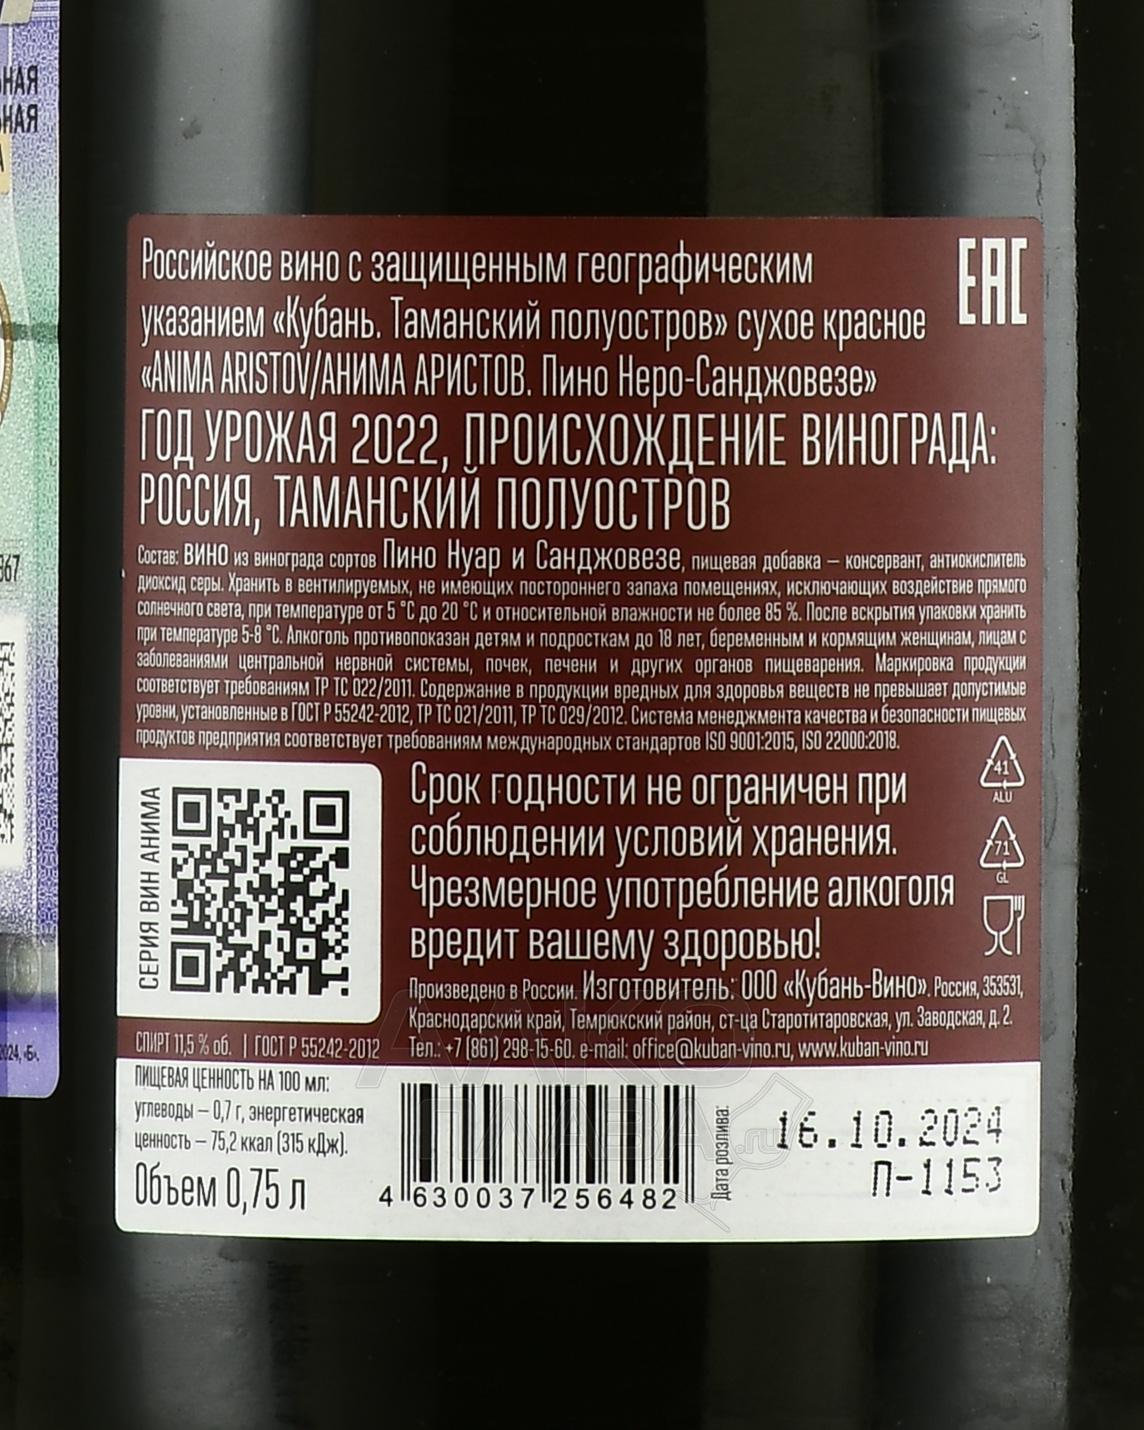 ЬНАЯ
ЬНАЯ
А
367
2024, «Б».
Российское вино с защищенным географическим
указанием «Кубань. Таманский полуостров» сухое красное
«ANIMA ARISTOV/АНИМА АРИСТОВ. Пино Неро-Санджовезе»
ГОД УРОЖАЯ 2022, ПРОИСХОЖДЕНИЕ ВИНОГРАДА:
РОССИЯ, ТАМАНСКИЙ ПОЛУОСТРОВ
EAC
Состав: ВИНО из винограда сортов Пино Нуар и Санджовезе, пищевая добавка – консервант, антиокислитель
диоксид серы. Хранить в вентилируемых, не имеющих постороннего запаха помещениях, исключающих воздействие прямого
солнечного света, при температуре от 5 °С до 20 °С и относительной влажности не более 85 %. После вскрытия упаковки хранить
при температуре 5-8 °С. Алкоголь противопоказан детям и подросткам до 18 лет, беременным и кормящим женщинам, лицам с
заболеваниями центральной нервной системы, почек, печени и других органов пищеварения. Маркировка продукции
соответствует требованиям ТР ТС 022/2011. Содержание в продукции вредных для здоровья веществ не превышает допустимые
уровни, установленные в ГОСТ Р 55242-2012, ТР ТС 021/2011, ТР ТС 029/2012. Система менеджмента качества и безопасности пищевых
продуктов предприятия соответствует требованиям международных стандартов ISO 9001:2015, ISO 22000:2018.
СЕРИЯ ВИН АНИМА
Срок годности не ограничен при
соблюдении условий хранения.
Чрезмерное употребление алкоголя
вредит вашему здоровью!
41
ALU
71
GL
Произведено в России. Изготовитель: ООО «Кубань-Вино». Россия, 353531,
Краснодарский край, Темрюкский район, ст-ца Старотитаровская, ул. Заводская, д. 2.
Тел.: +7 (861) 298-15-60. e-mail: office@kuban-vino.ru, www.kuban-vino.ru
СПИРТ 11,5 % об. | ГОСТ Р 55242-2012
ПИЩЕВАЯ ЦЕННОСТЬ НА 100 мл:
углеводы – 0,7 г, энергетическая
ценность – 75,2 ккал (315 кДж).
Объем 0,75 л
4 630037 256482
Дата розлива:
16.10.2024
П-1153
АЛКО
ПЛАЗА.ru